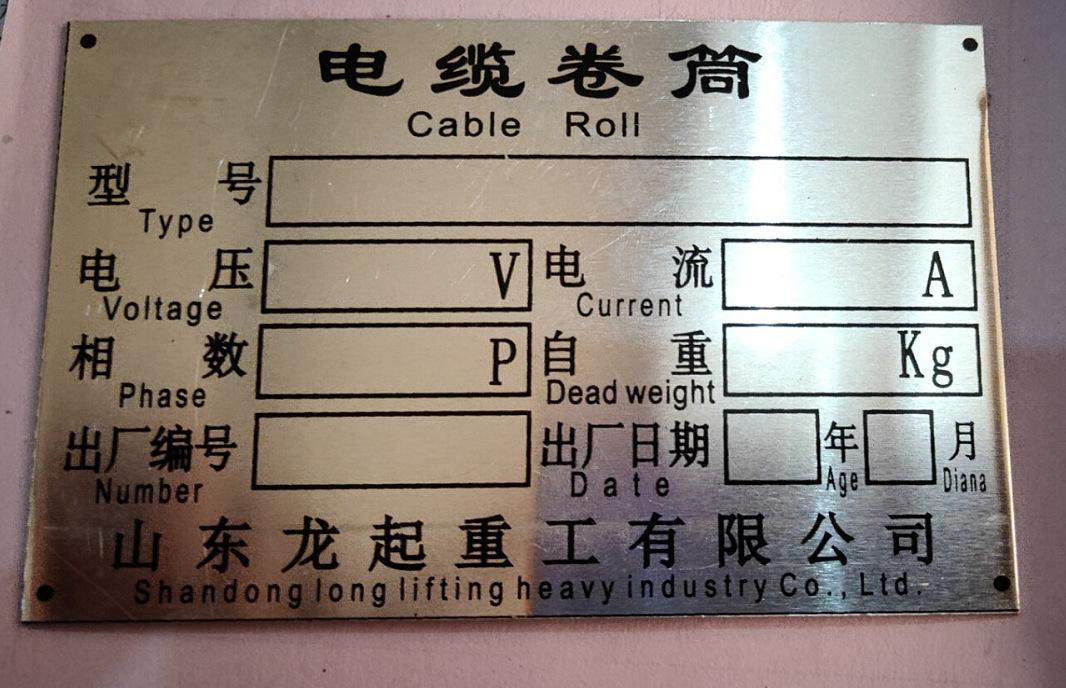 电缆卷筒
Cable Roll
型号
Type
电压 V 电流 A
Voltage Current
相数 P 自重 Kg
Phase Dead weight
出厂编号 出厂日期 年 月
Number Date Age Diana
山东龙起重工有限公司
Shandong long lifting heavy industry Co., Ltd.